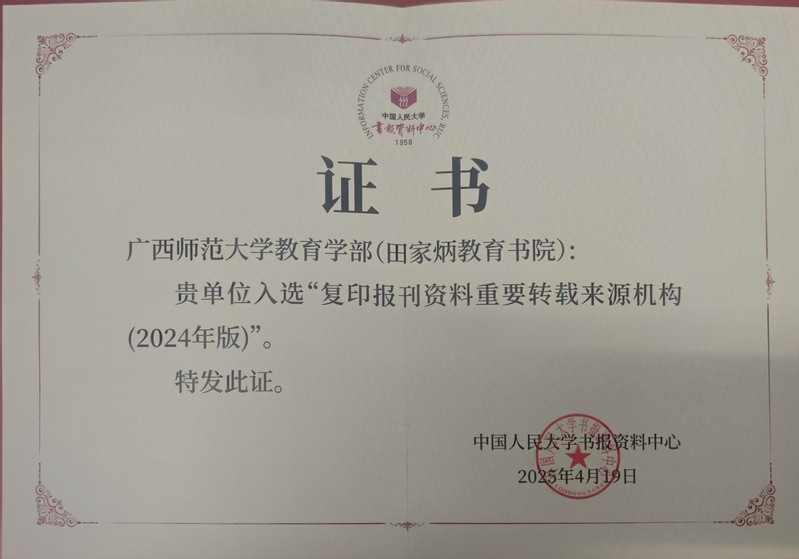 INFORMATION CENTER FOR SOCIAL SCIENCES, RUC
中国人民大学
书报资料中心
1958
证书
广西师范大学教育学部(田家炳教育书院):
贵单位入选“复印报刊资料重要转载来源机构
(2024年版)”。
特发此证。
中国人民大学书报资料中心
2025年4月19日